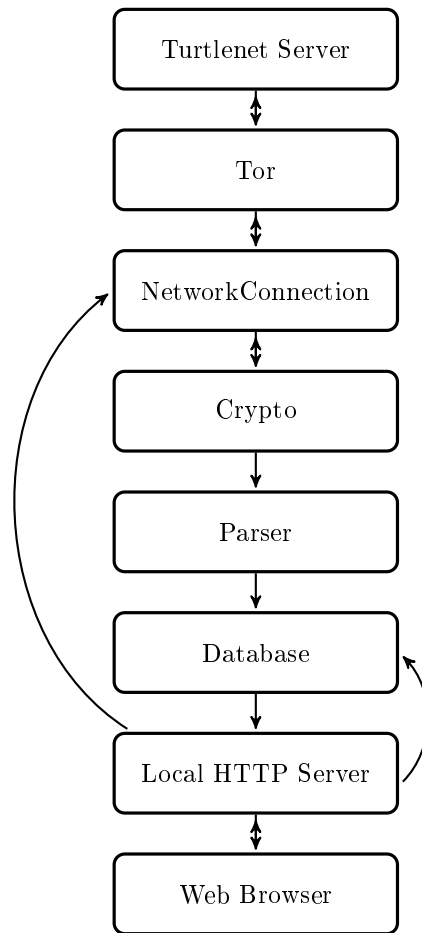 Turtlenet Server
Tor
NetworkConnection
Crypto
Parser
Database
Local HTTP Server
Web Browser